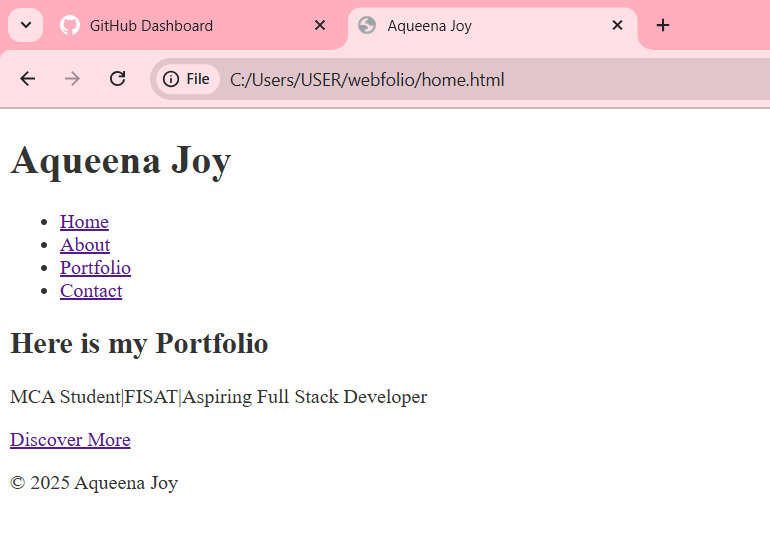 GitHub Dashboard
Aqueena Joy
File C:/Users/USER/webfolio/home.html
Aqueena Joy
Home
About
Portfolio
Contact
Here is my Portfolio
MCA Student|FISAT|Aspiring Full Stack Developer
Discover More
© 2025 Aqueena Joy